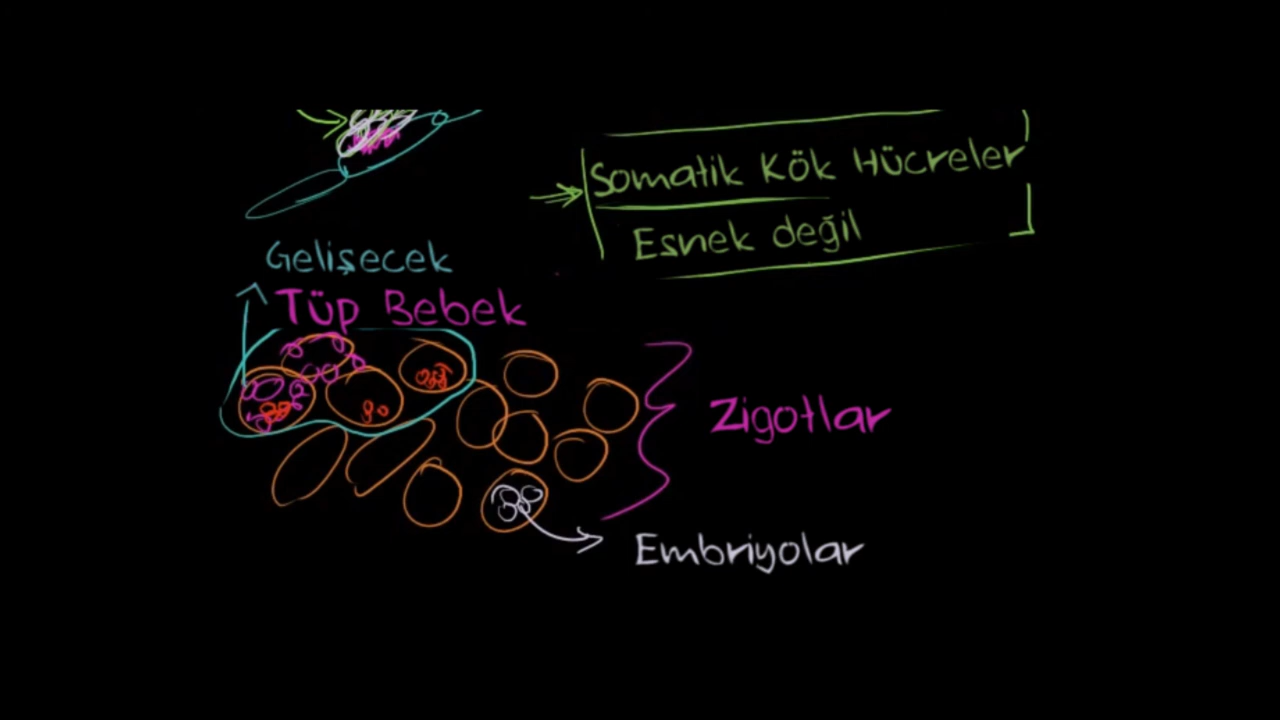 Somatik Kök Hücreler
Esnek değil
Gelişecek
Tüp Bebek
Zigotlar
Embriyolar